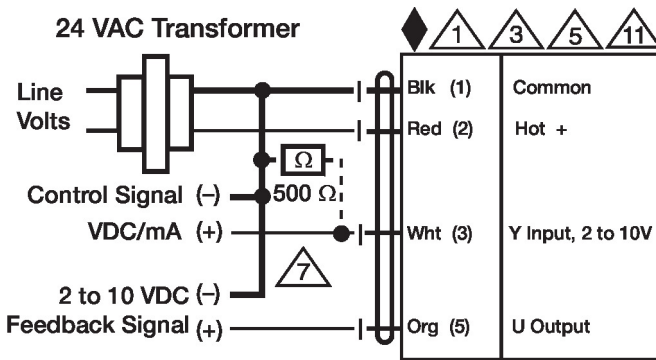 24 VAC Transformer
1 3 5 11
Line
Volts
Blk (1) Common
Red (2) Hot +
Ω
500 Ω
Control Signal (–)
VDC/mA (+)
Wht (3) Y Input, 2 to 10V
7
2 to 10 VDC (–)
Feedback Signal (+)
Org (5) U Output